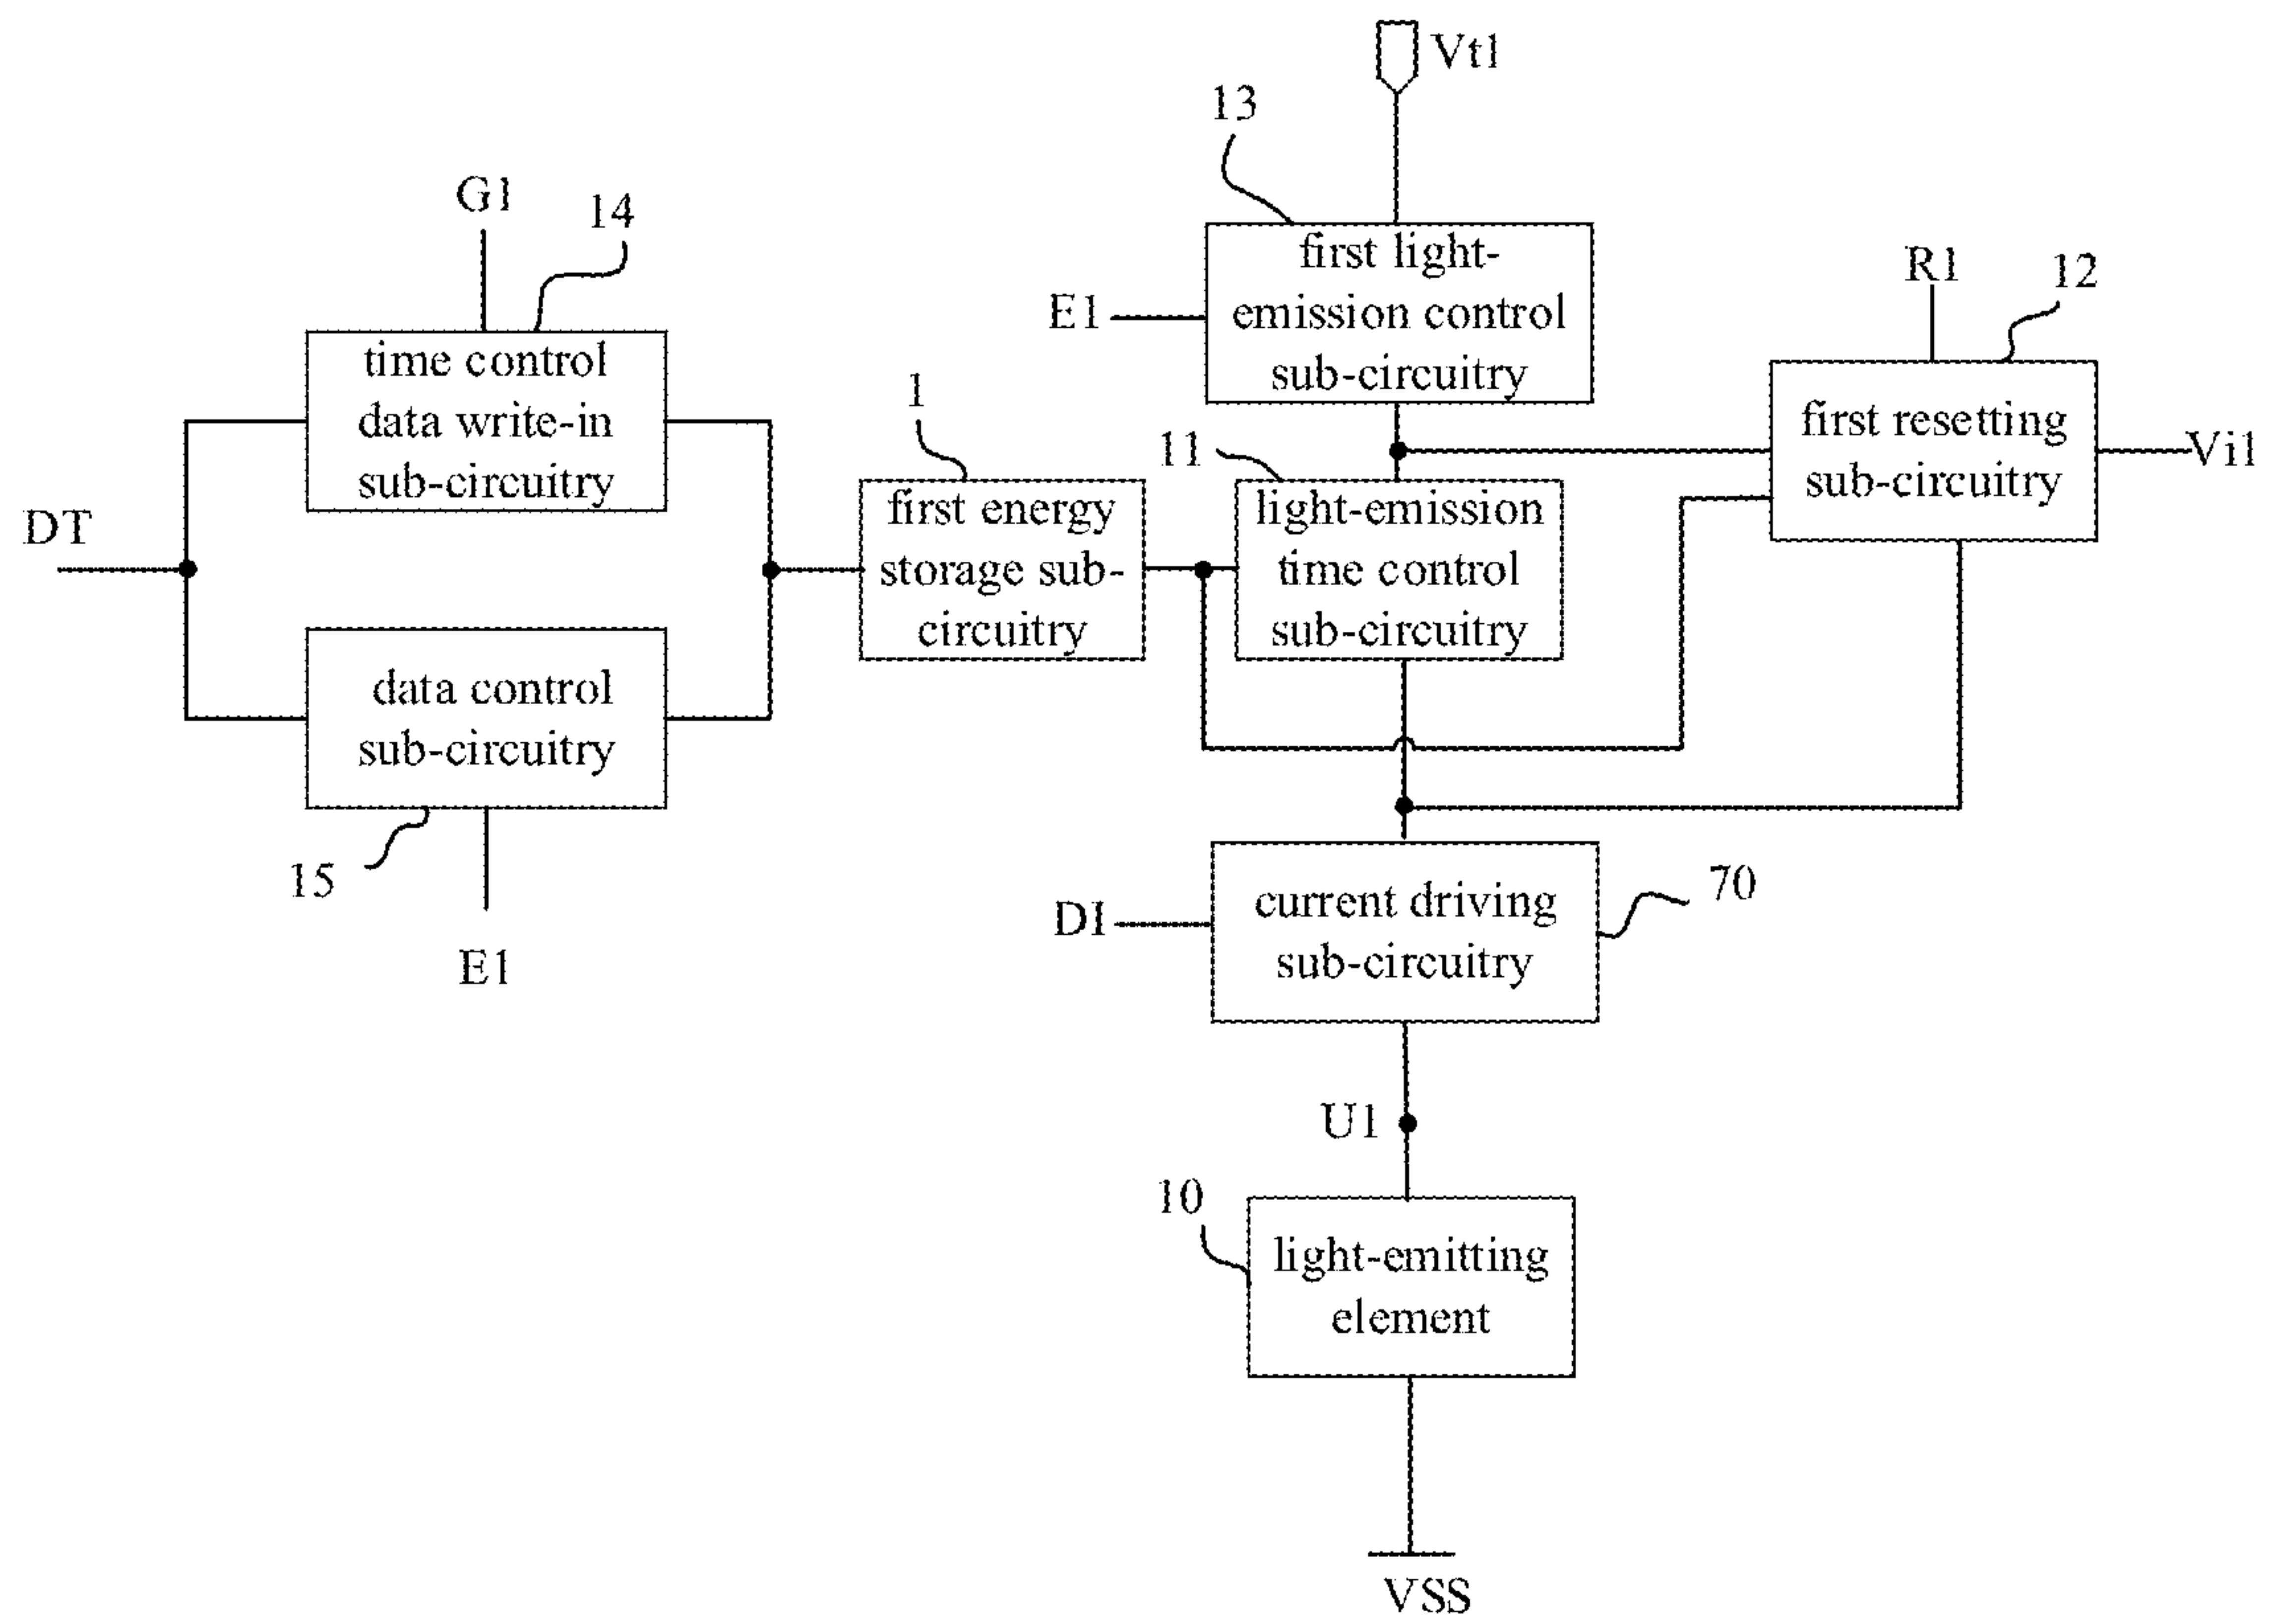 Vt1
13
first light-
emission control
sub-circuitry
E1
G1
14
time control
data write-in
sub-circuitry
R1
12
first resetting
sub-circuitry
Vi1
DT
1
first energy
storage sub-
circuitry
11
light-emission
time control
sub-circuitry
data control
sub-circuitry
15
E1
DI
current driving
sub-circuitry
70
U1
10
light-emitting
element
VSS